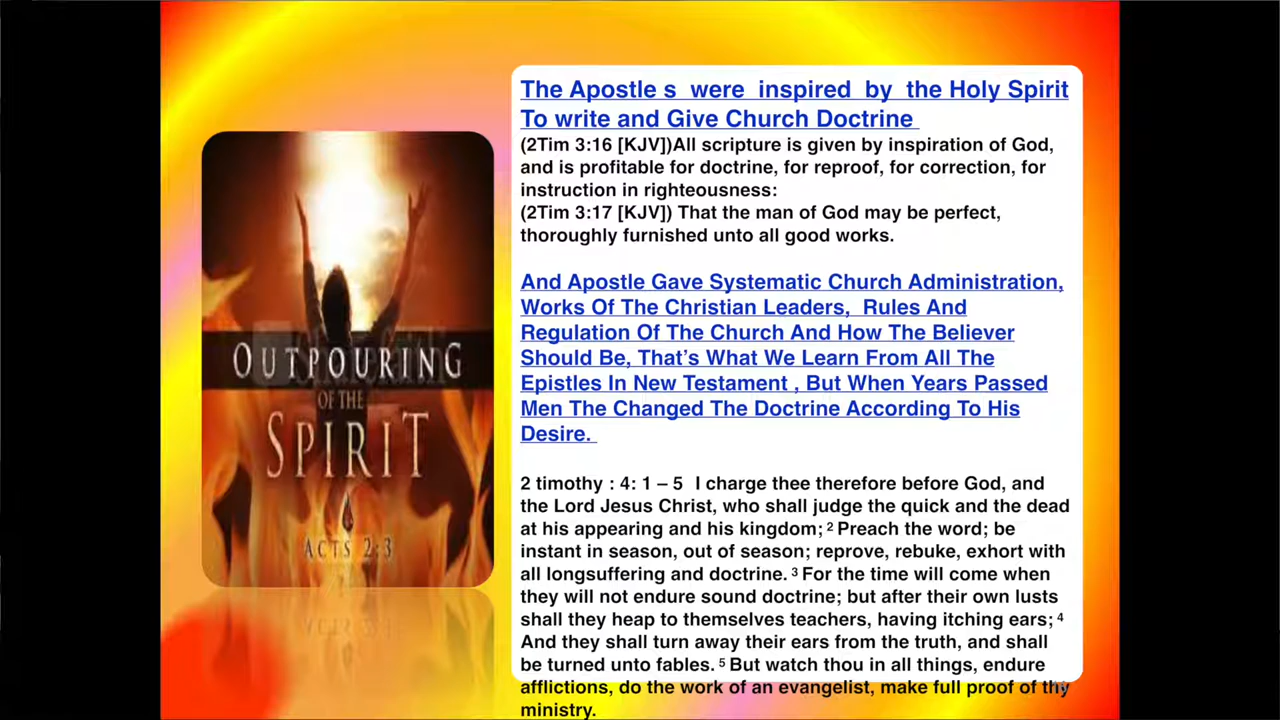 The Apostle s were inspired by the Holy Spirit
To write and Give Church Doctrine
(2Tim 3:16 [KJV])All scripture is given by inspiration of God,
and is profitable for doctrine, for reproof, for correction, for
instruction in righteousness:
(2Tim 3:17 [KJV]) That the man of God may be perfect,
thoroughly furnished unto all good works.
And Apostle Gave Systematic Church Administration,
Works Of The Christian Leaders, Rules And
Regulation Of The Church And How The Believer
Should Be, That's What We Learn From All The
Epistles In New Testament , But When Years Passed
Men The Changed The Doctrine According To His
Desire.
2 timothy : 4: 1 – 5 I charge thee therefore before God, and
the Lord Jesus Christ, who shall judge the quick and the dead
at his appearing and his kingdom; ² Preach the word; be
instant in season, out of season; reprove, rebuke, exhort with
all longsuffering and doctrine. ³ For the time will come when
they will not endure sound doctrine; but after their own lusts
shall they heap to themselves teachers, having itching ears; ⁴
And they shall turn away their ears from the truth, and shall
be turned unto fables. ⁵ But watch thou in all things, endure
afflictions, do the work of an evangelist, make full proof of thy
ministry.
OUTPOURING
OF THE
SPIRIT
ACTS 2:3